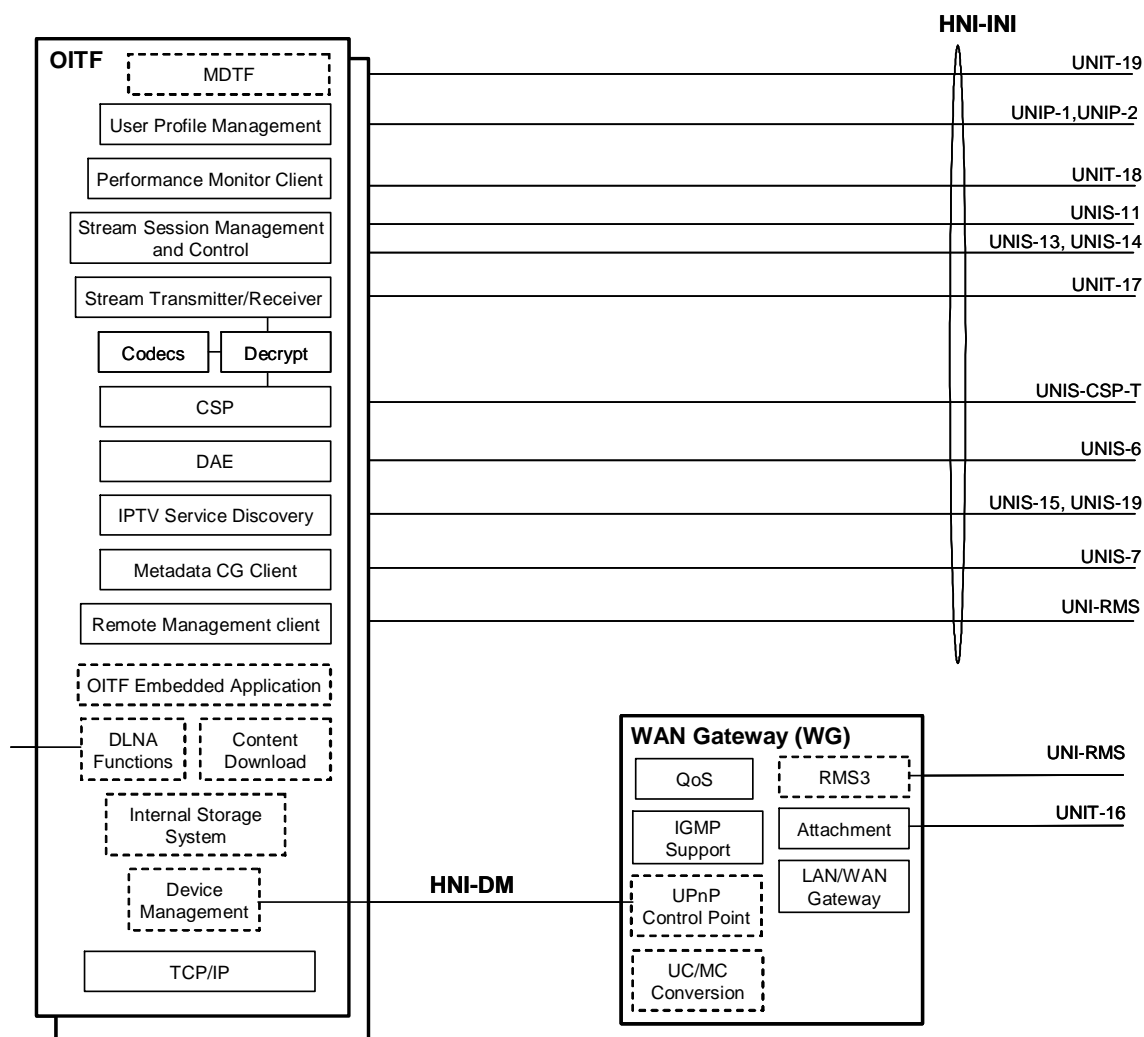 HNI-INI
OITF
MDTF
UNIT-19
User Profile Management
UNIP-1,UNIP-2
Performance Monitor Client
UNIT-18
Stream Session Management
and Control
UNIS-11
UNIS-13, UNIS-14
Stream Transmitter/Receiver
UNIT-17
Codecs
Decrypt
CSP
UNIS-CSP-T
DAE
UNIS-6
IPTV Service Discovery
UNIS-15, UNIS-19
Metadata CG Client
UNIS-7
Remote Management client
UNI-RMS
OITF Embedded Application
DLNA
Functions
Content
Download
Internal Storage
System
Device
Management
TCP/IP
HNI-DM
WAN Gateway (WG)
QoS
RMS3
UNI-RMS
IGMP
Support
Attachment
UNIT-16
UPnP
Control Point
LAN/WAN
Gateway
UC/MC
Conversion